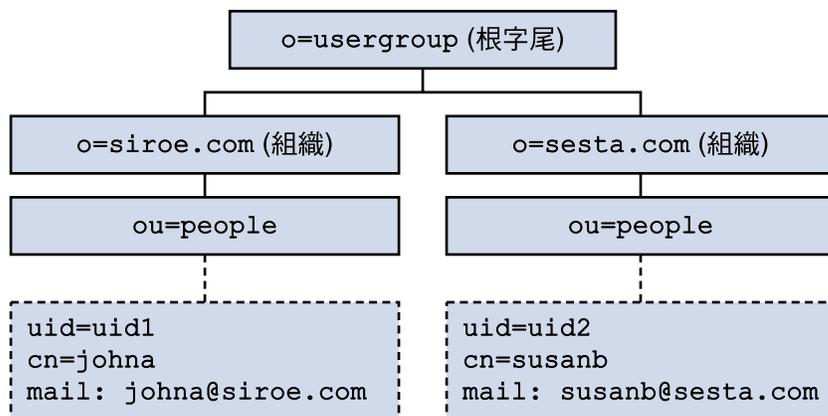 o=usergroup (根字尾)
o=siroe.com (組織)
o=sesta.com (組織)
ou=people
ou=people
uid=uid1
cn=johna
mail: johna@siroe.com
uid=uid2
cn=susanb
mail: susanb@sesta.com